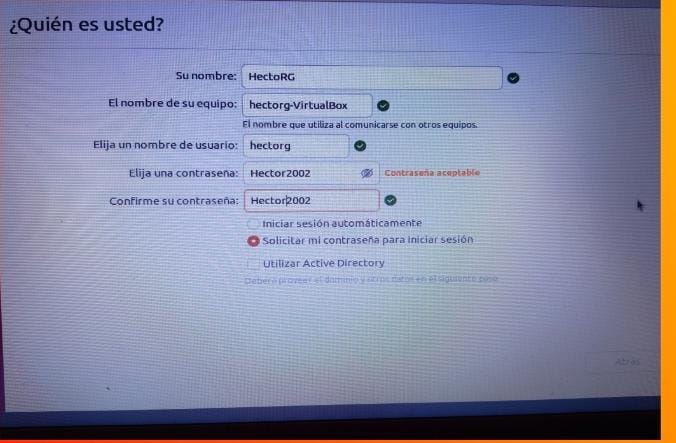 ¿Quién es usted?
Su nombre: HectoRG
El nombre de su equipo: hectorg-VirtualBox
El nombre que utiliza al comunicarse con otros equipos.
Elija un nombre de usuario: hectorg
Elija una contraseña: Hector2002 Contraseña aceptable
Confirme su contraseña: Hector2002
Iniciar sesión automáticamente
Solicitar mi contraseña para iniciar sesión
Utilizar Active Directory
Deberá proveer el dominio y otros datos en el siguiente paso.
Atrás